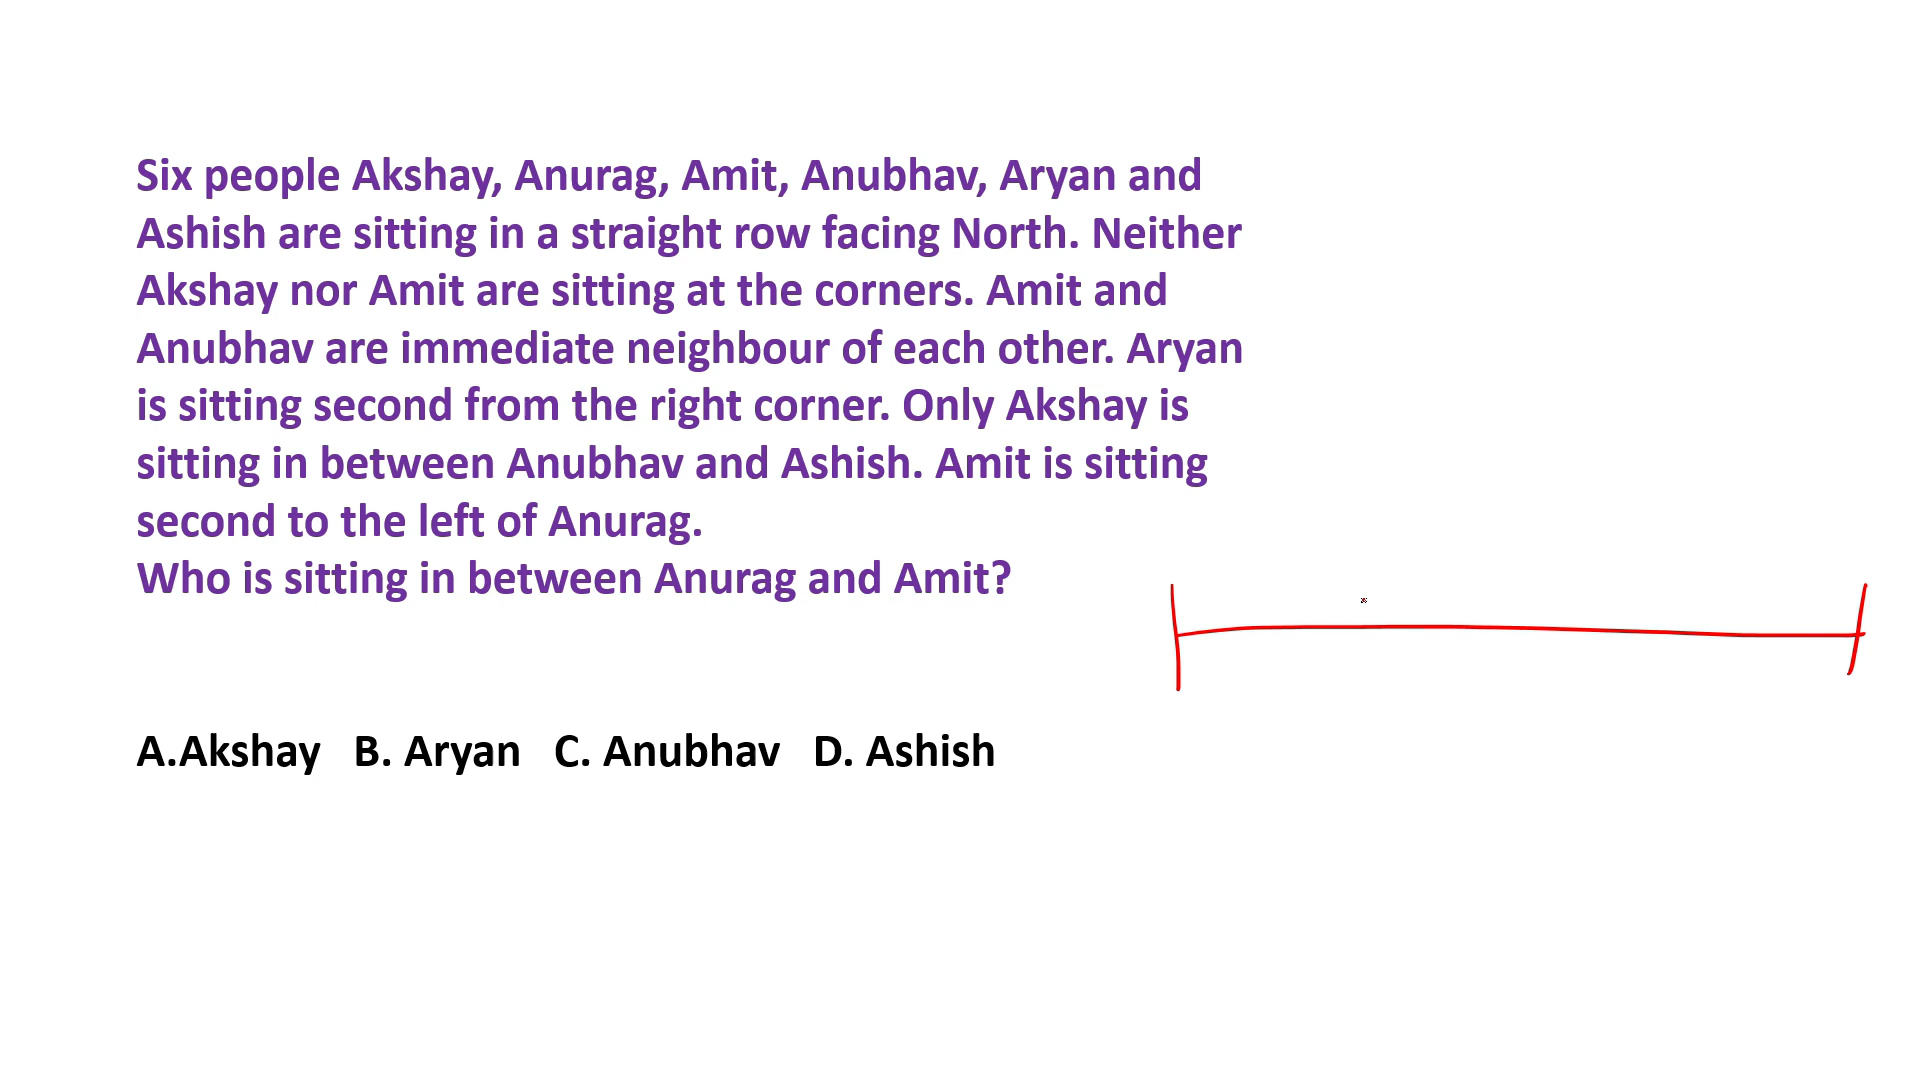 Six people Akshay, Anurag, Amit, Anubhav, Aryan and
Ashish are sitting in a straight row facing North. Neither
Akshay nor Amit are sitting at the corners. Amit and
Anubhav are immediate neighbour of each other. Aryan
is sitting second from the right corner. Only Akshay is
sitting in between Anubhav and Ashish. Amit is sitting
second to the left of Anurag.
Who is sitting in between Anurag and Amit?
A.Akshay B. Aryan C. Anubhav D. Ashish